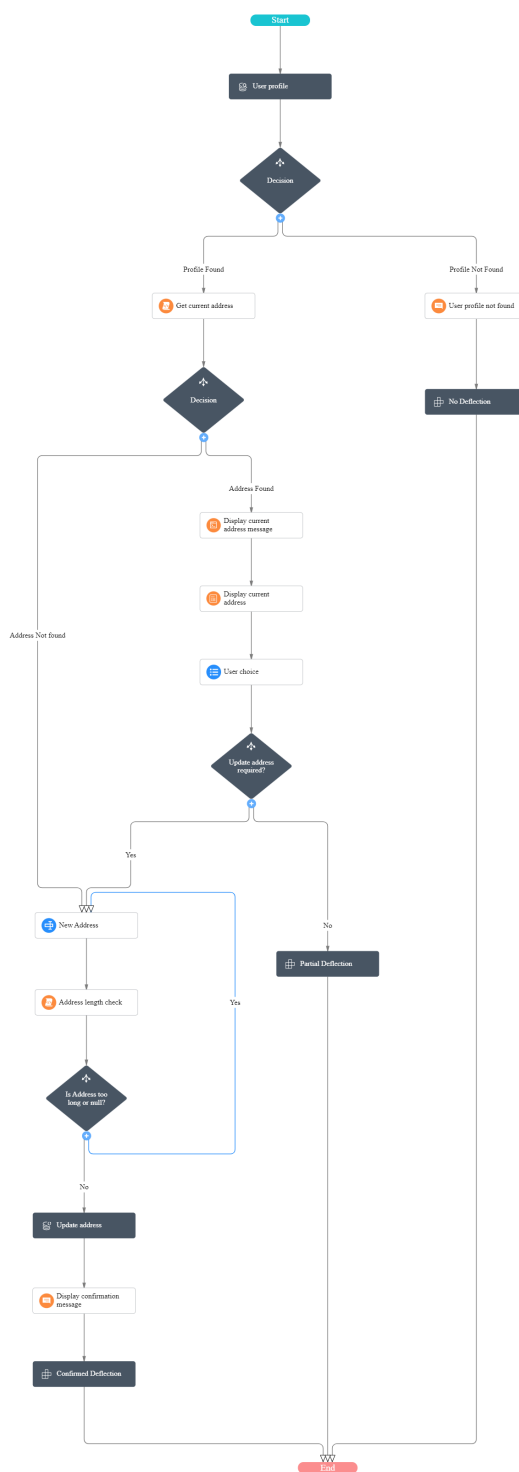 Start
User profile
Decision
Profile Found
Profile Not Found
Get current address
User profile not found
Decision
No Deflection
Address Found
Display current
address message
Display current
address
Address Not found
User choice
Update address
required?
Yes
New Address
No
Partial Deflection
Address length check
Yes
Is Address too
long or null?
No
Update address
Display confirmation
message
Confirmed Deflection
End